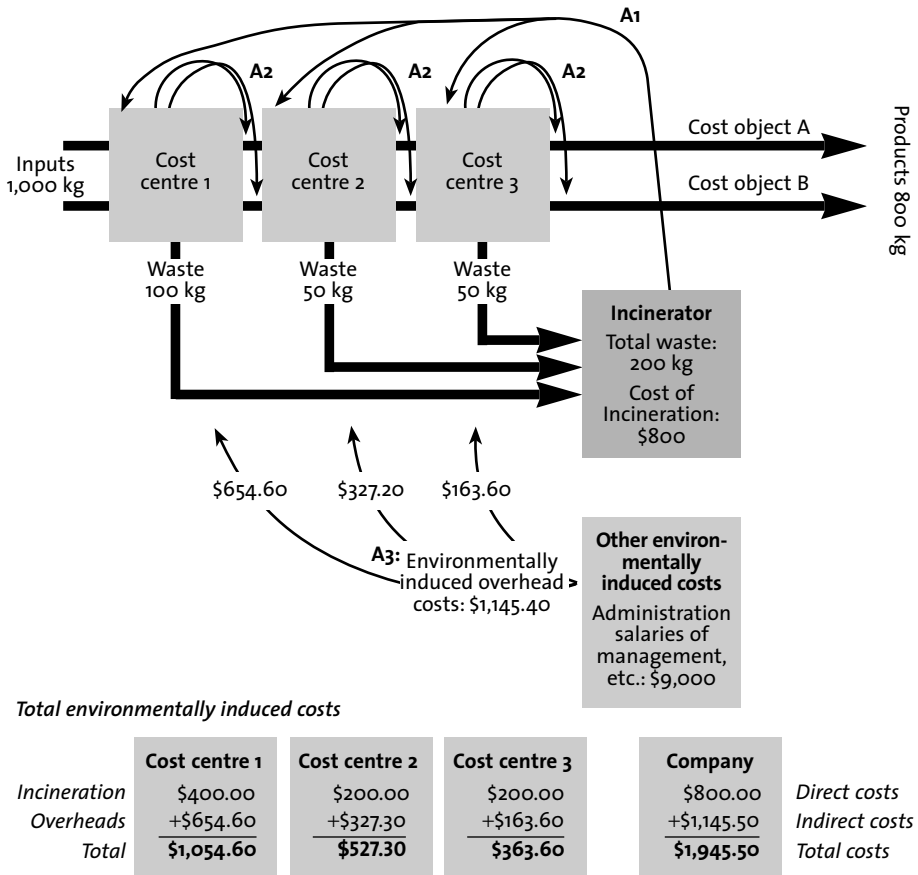 A1
A2
A2
A2
Cost object A
Cost object B
Products 800 kg
Inputs
1,000 kg
Cost
centre 1
Cost
centre 2
Cost
centre 3
Waste
100 kg
Waste
50 kg
Waste
50 kg
Incinerator
Total waste:
200 kg
Cost of
Incineration:
$800
$654.60
$327.20
$163.60
A3: Environmentally
induced overhead
costs: $1,145.40
Other environ-
mentally
induced costs
Administration
salaries of
management,
etc.: $9,000
Total environmentally induced costs
Cost centre 1 Cost centre 2 Cost centre 3 Company
Incineration $400.00 $200.00 $200.00 $800.00 Direct costs
Overheads +$654.60 +$327.30 +$163.60 +$1,145.50 Indirect costs
Total $1,054.60 $527.30 $363.60 $1,945.50 Total costs